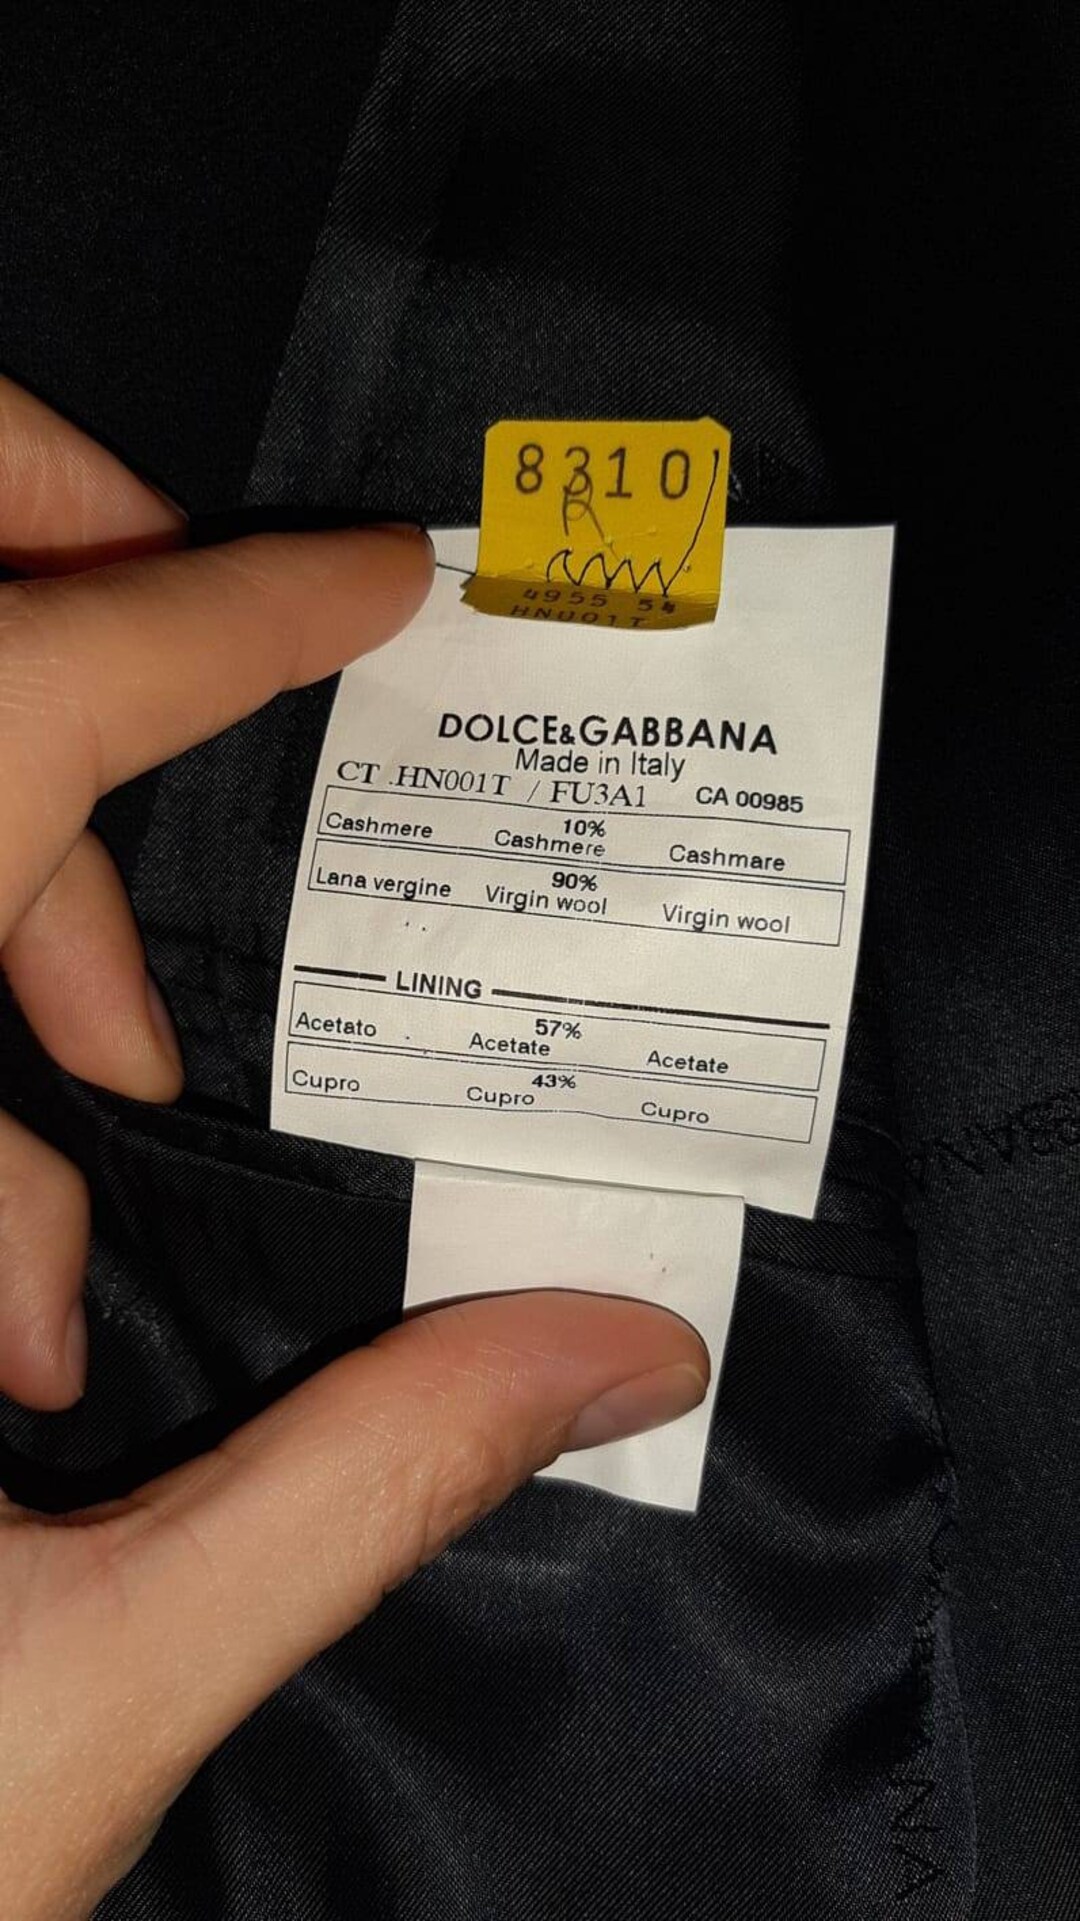 8310
R
4955 54
HN001T
DOLCE&GABBANA
Made in Italy
CT .HN001T / FU3A1 CA 00985
10%
Cashmere Cashmere Cashmare
90%
Lana vergine Virgin wool Virgin wool
LINING
57%
Acetato Acetate Acetate
43%
Cupro Cupro Cupro